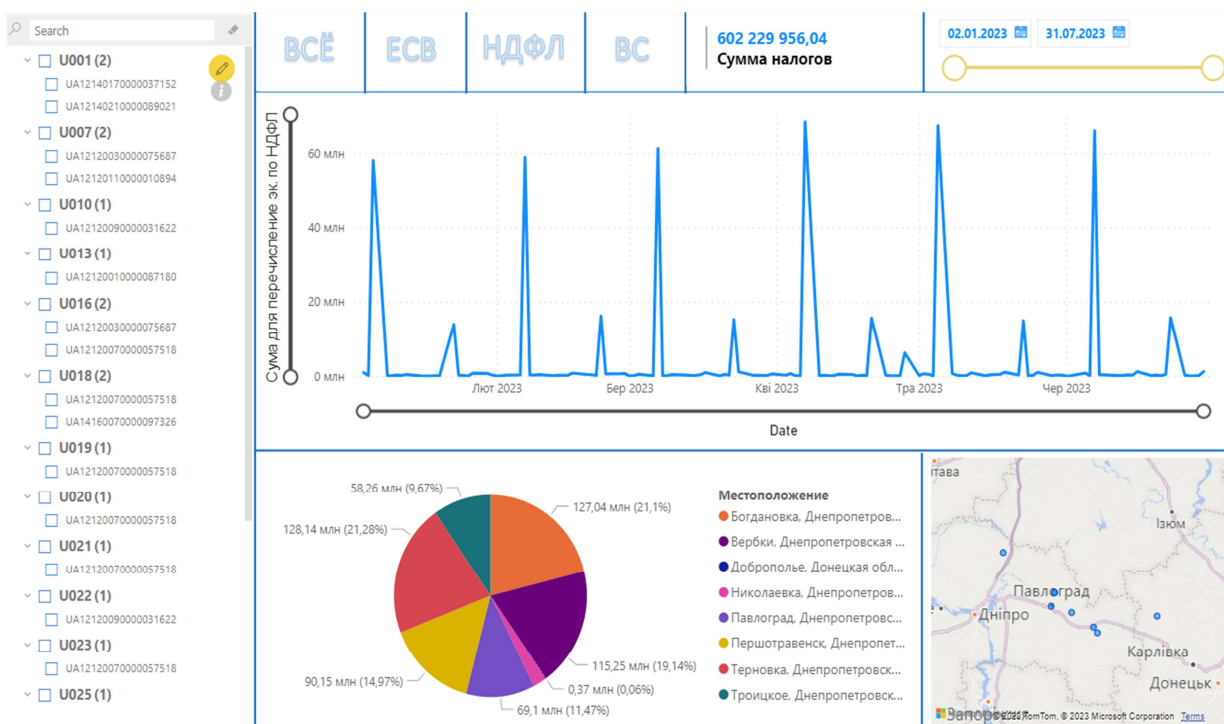 Search
U001 (2)
UA12140170000037152
UA12140210000089021
U007 (2)
UA12120030000075687
UA12120110000010894
U010 (1)
UA12120090000031622
U013 (1)
UA12120010000087180
U016 (2)
UA12120030000075687
UA12120070000057518
U018 (2)
UA12120070000057518
UA14160070000097326
U019 (1)
UA12120070000057518
U020 (1)
UA12120070000057518
U021 (1)
UA12120070000057518
U022 (1)
UA12120090000031622
U023 (1)
UA12120070000057518
U025 (1)
ВСЁ
ЕСВ
НДФЛ
ВС
602 229 956,04
Сумма налогов
02.01.2023
31.07.2023
Сума для перечисление эк. по НДФЛ
60 млн
40 млн
20 млн
0 млн
Лют 2023
Бер 2023
Кві 2023
Тра 2023
Чер 2023
Date
58,26 млн (9,67%)
127,04 млн (21,1%)
128,14 млн (21,28%)
115,25 млн (19,14%)
90,15 млн (14,97%)
0,37 млн (0,06%)
69,1 млн (11,47%)
Местоположение
Богдановка, Днепропетров...
Вербки, Днепропетровская ...
Доброполье, Донецкая обл...
Николаевка, Днепропетров...
Павлоград, Днепропетровс...
Першотравенск, Днепропет...
Терновка, Днепропетровск...
Троицкое, Днепропетровск...
тава
Ізюм
Павлоград
Дніпро
Карлівка
Донецьк
© 2023 TomTom, © 2023 Microsoft Corporation Terms